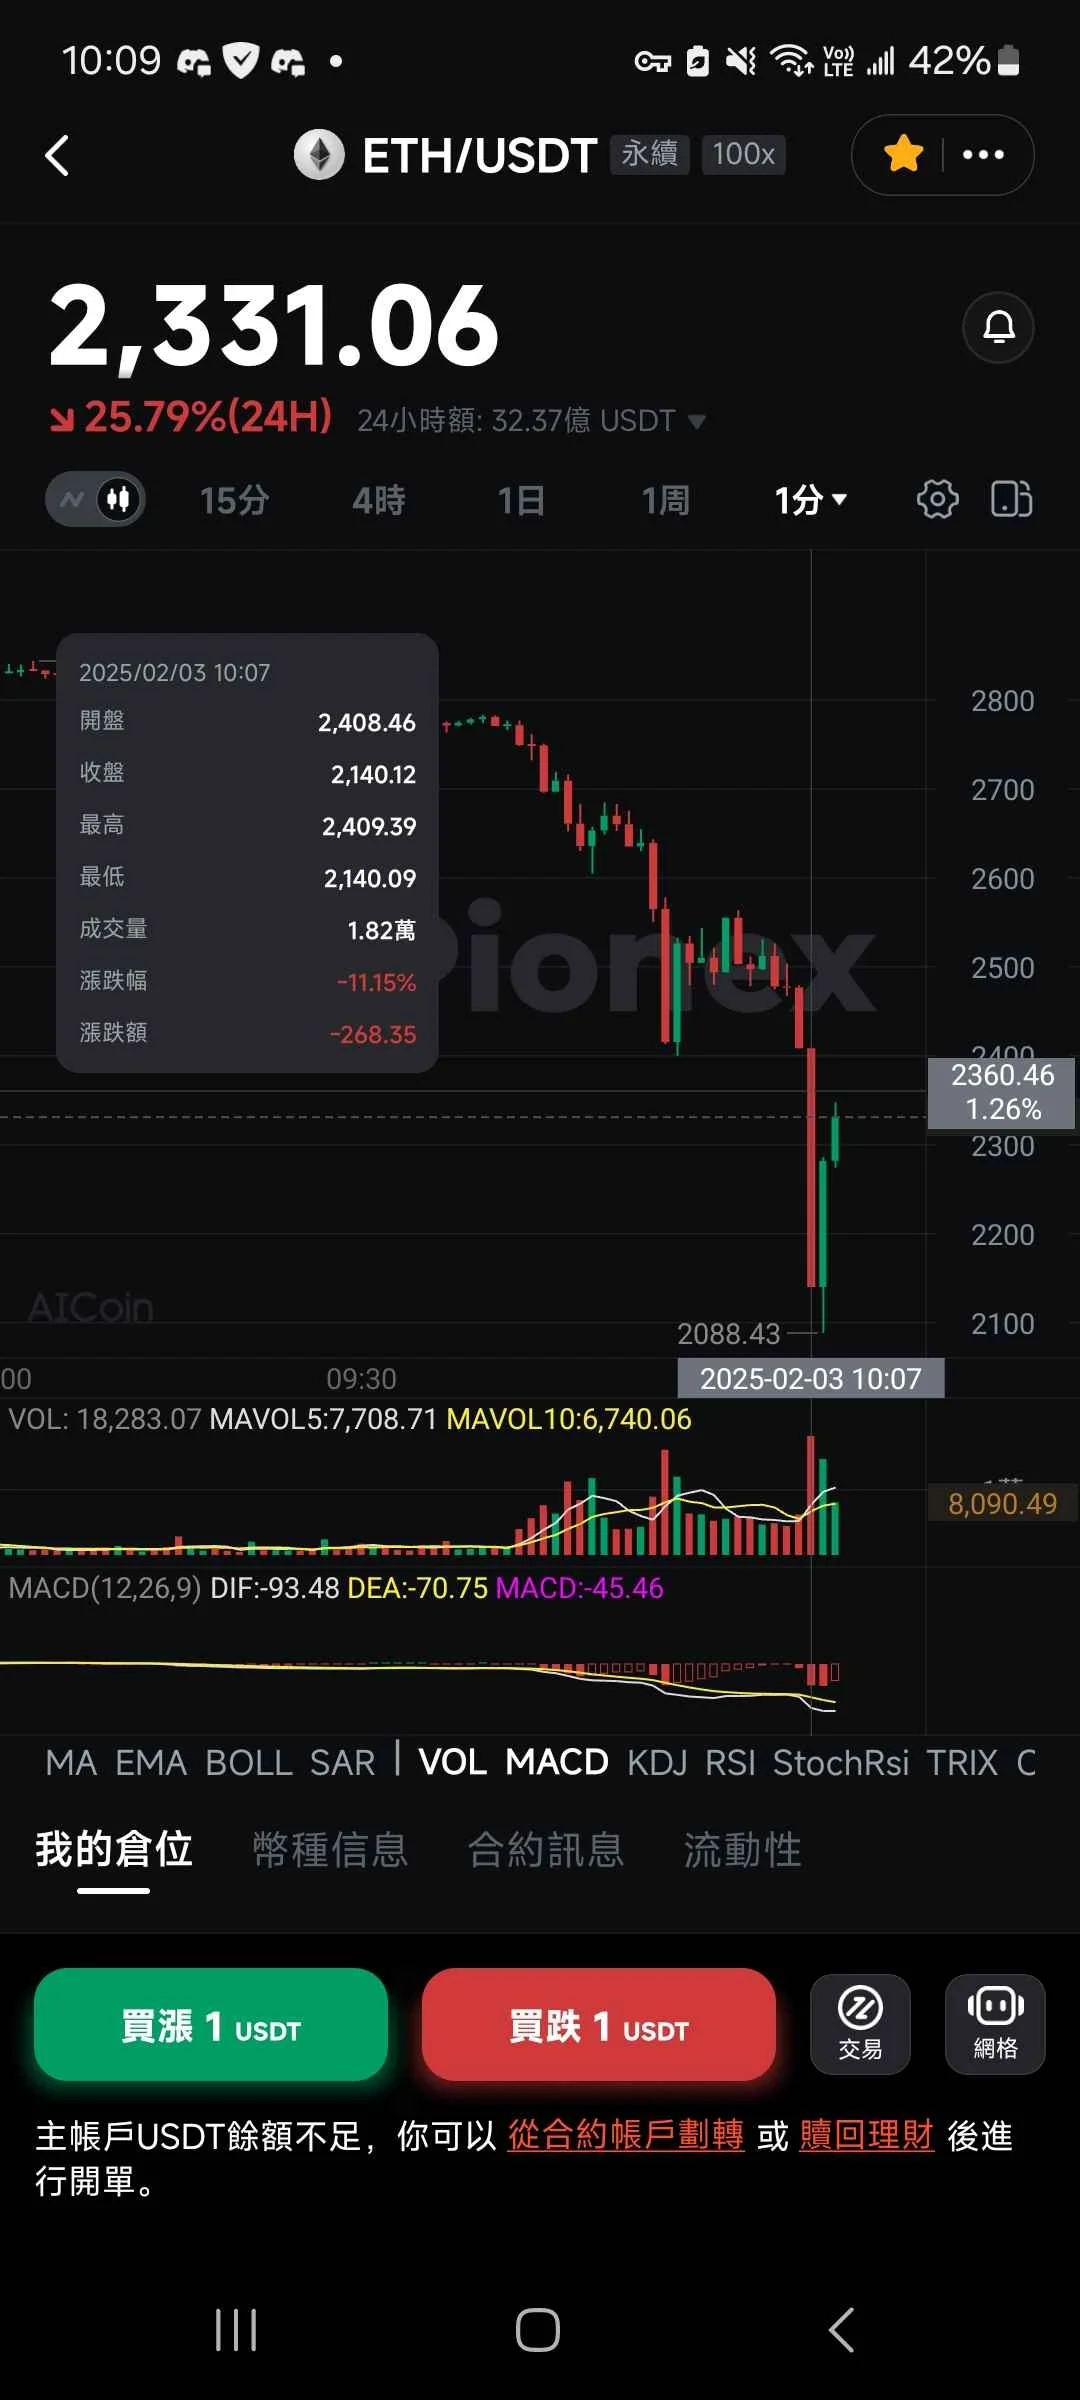 10:09
Vo))
LTE
42%
ETH/USDT 永續 100x
2,331.06
25.79%(24H) 24小時額: 32.37億 USDT
15分 4時 1日 1周 1分
2025/02/03 10:07
開盤 2,408.46
收盤 2,140.12
最高 2,409.39
最低 2,140.09
成交量 1.82萬
漲跌幅 -11.15%
漲跌額 -268.35
Pionex
2800
2700
2600
2500
2400
2360.46
1.26%
2300
2200
2100
AICoin
2088.43
00 09:30 2025-02-03 10:07
VOL: 18,283.07 MAVOL5:7,708.71 MAVOL10:6,740.06
8,090.49
MACD(12,26,9) DIF:-93.48 DEA:-70.75 MACD:-45.46
MA EMA BOLL SAR VOL MACD KDJ RSI StochRsi TRIX
我的倉位 幣種信息 合約訊息 流動性
買漲 1 USDT 買跌 1 USDT 交易 網格
主帳戶USDT餘額不足，你可以 從合約帳戶劃轉 或 贖回理財 後進
行開單。